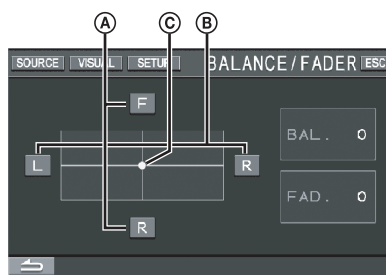 A C B
SOURCE VISUAL SETUP BALANCE/FADER ESC
F
BAL. 0
L R
FAD. 0
R